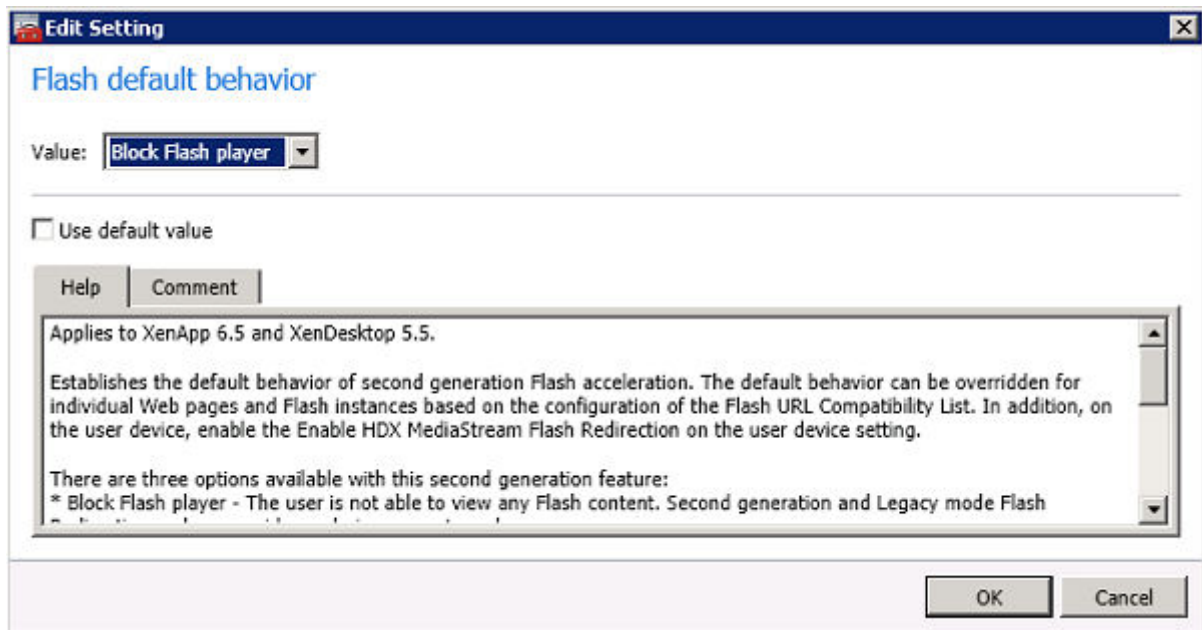 Edit Setting
Flash default behavior
Value: Block Flash player
Use default value
Help Comment
Applies to XenApp 6.5 and XenDesktop 5.5.
Establishes the default behavior of second generation Flash acceleration. The default behavior can be overridden for
individual Web pages and Flash instances based on the configuration of the Flash URL Compatibility List. In addition, on
the user device, enable the Enable HDX MediaStream Flash Redirection on the user device setting.
There are three options available with this second generation feature:
* Block Flash player - The user is not able to view any Flash content. Second generation and Legacy mode Flash
OK Cancel